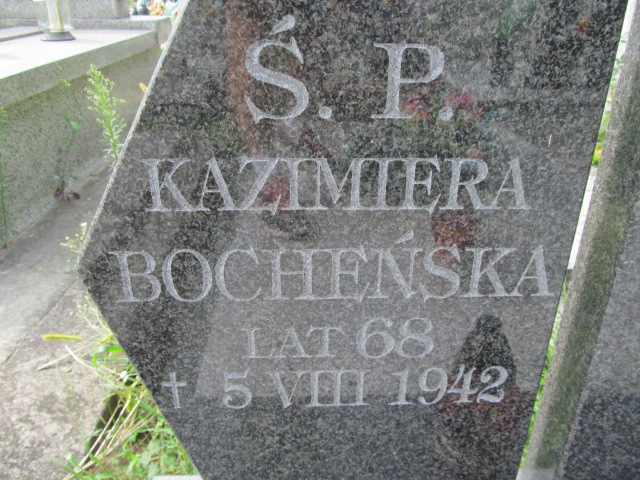 Ś. P.
KAZIMIERA
BOCHEŃSKA
LAT 68
† 5 VIII 1942